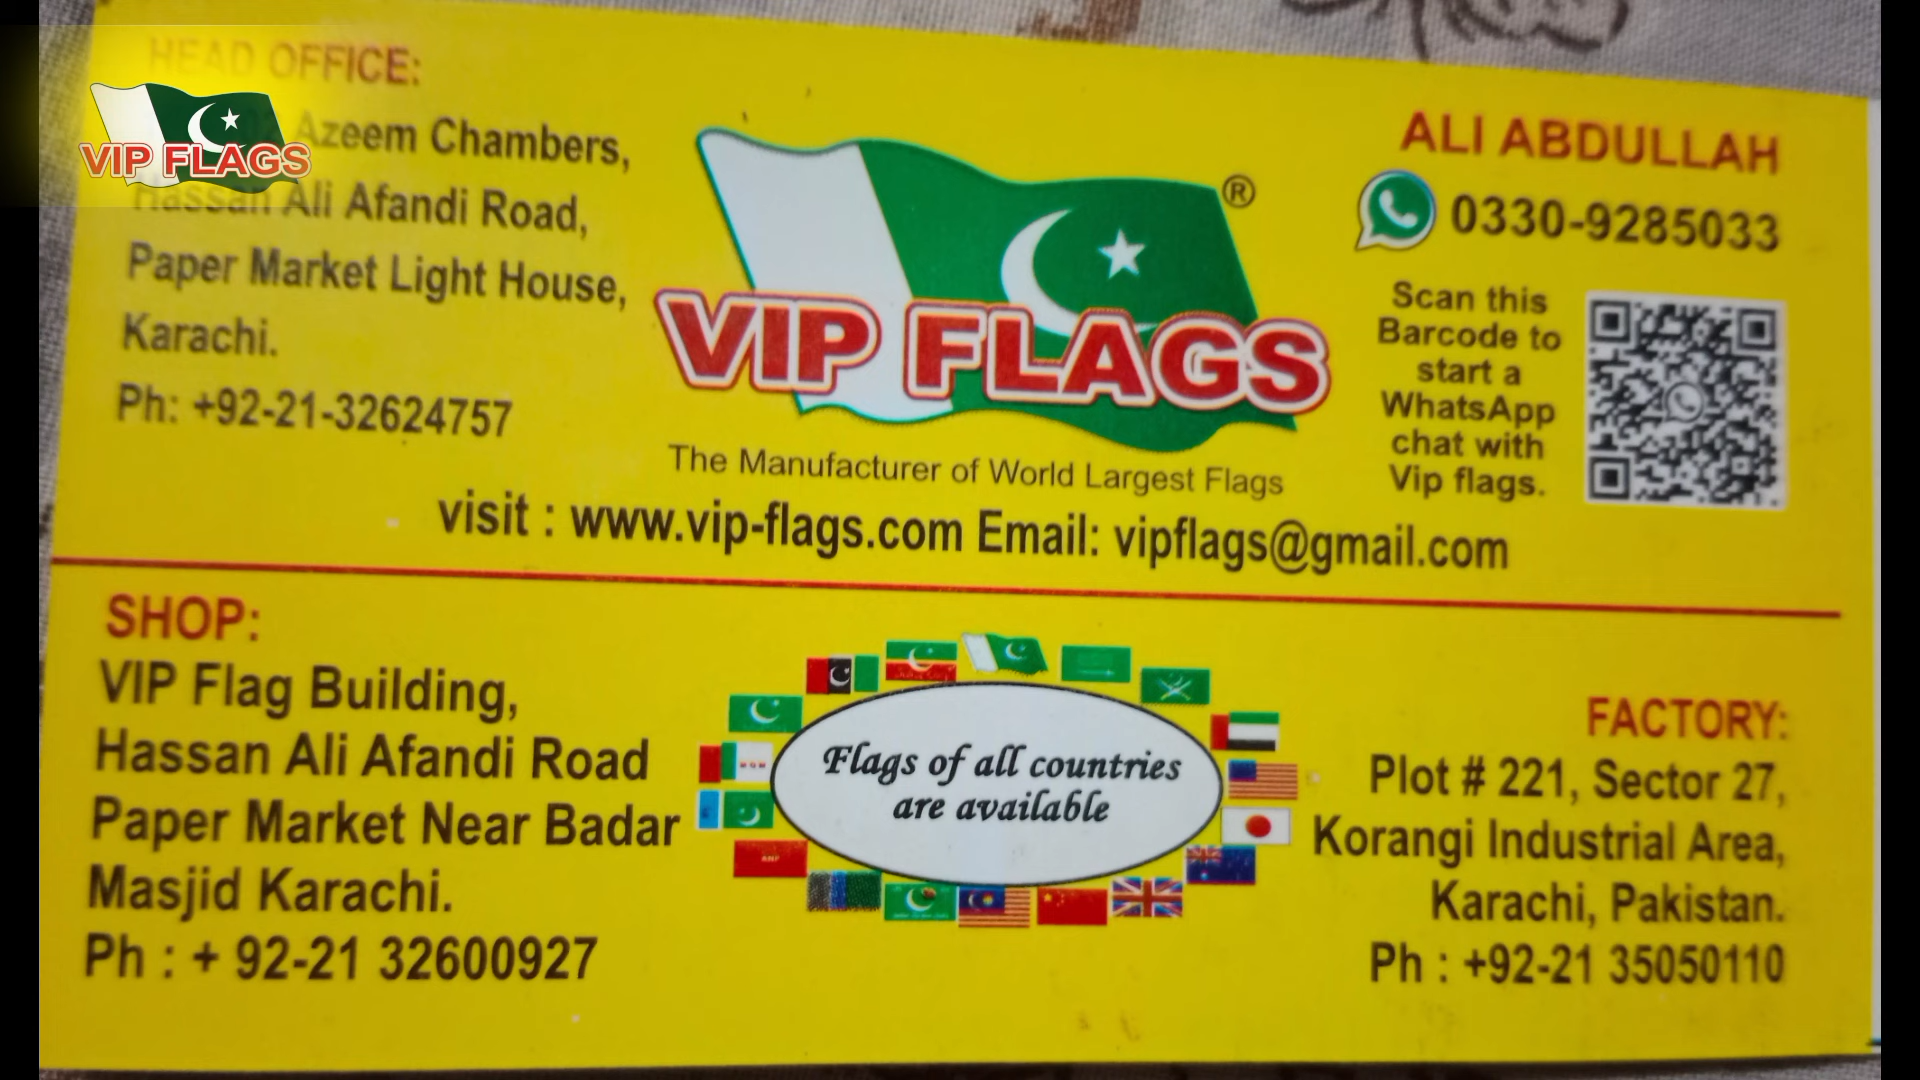 HEAD OFFICE:
Azeem Chambers,
Hassan Ali Afandi Road,
Paper Market Light House,
Karachi.
Ph: +92-21-32624757
VIP FLAGS
VIP FLAGS®
The Manufacturer of World Largest Flags
ALI ABDULLAH
0330-9285033
Scan this
Barcode to
start a
WhatsApp
chat with
Vip flags.
visit : www.vip-flags.com Email: vipflags@gmail.com
SHOP:
VIP Flag Building,
Hassan Ali Afandi Road
Paper Market Near Badar
Masjid Karachi.
Ph : + 92-21 32600927
Flags of all countries
are available
FACTORY:
Plot # 221, Sector 27,
Korangi Industrial Area,
Karachi, Pakistan.
Ph : +92-21 35050110